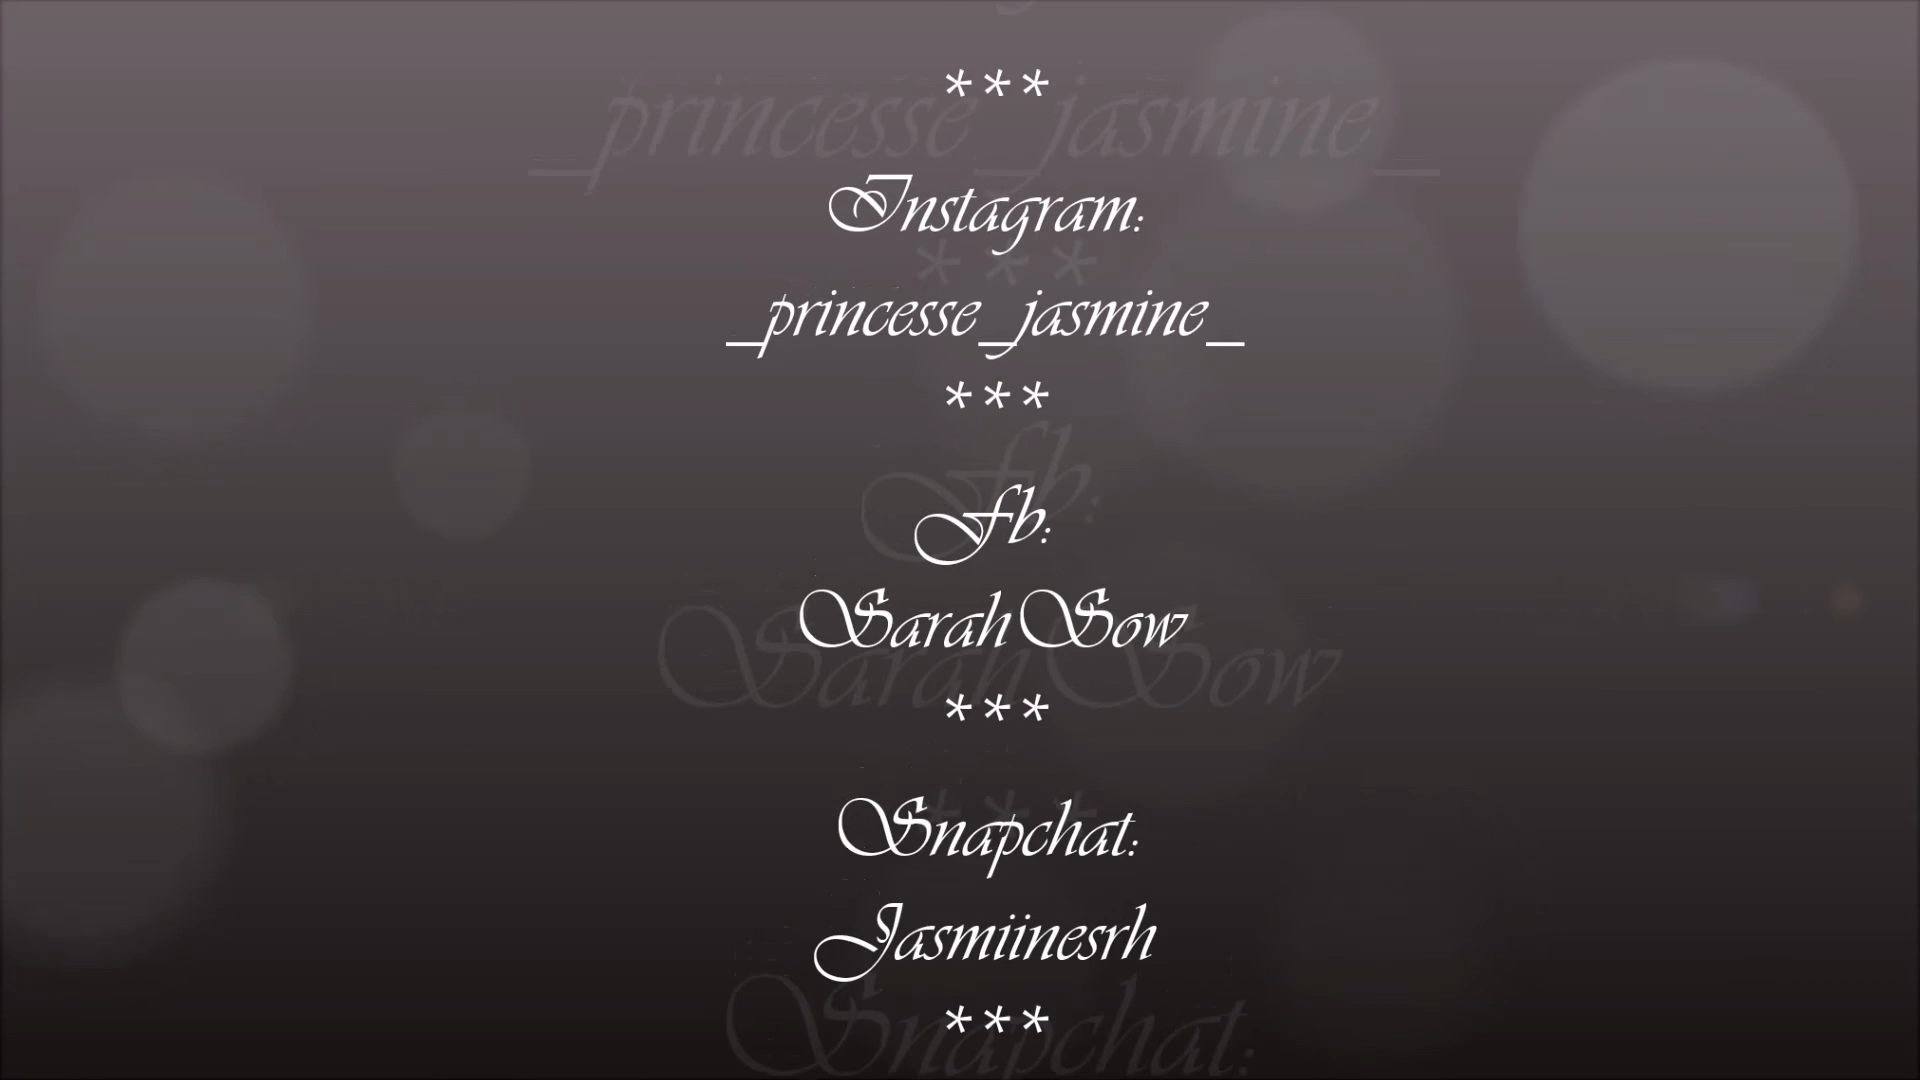 ***
Instagram:
_princesse_jasmine_
***
Fb:
Sarah Sow
***
Snapchat:
Jasmiinesrh
***